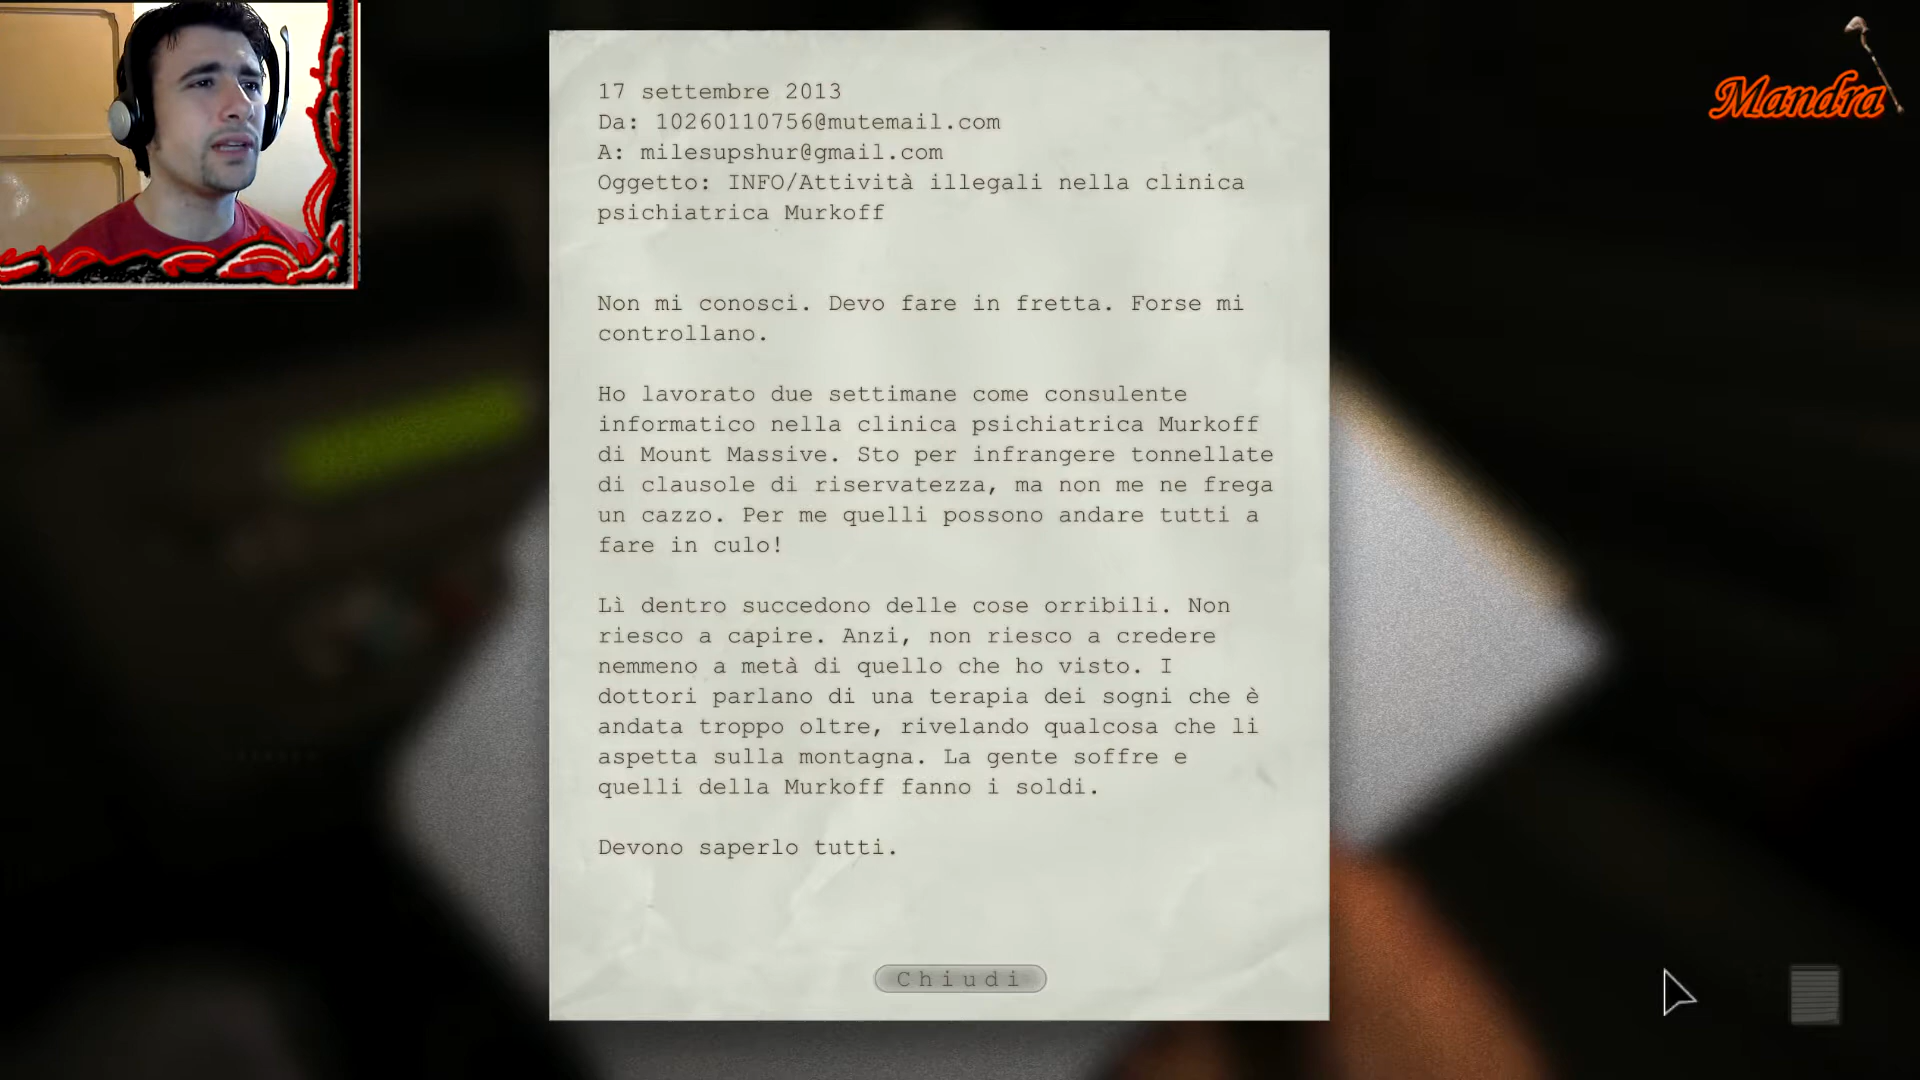 Mandra
17 settembre 2013
Da: 10260110756@mutemail.com
A: milesupshur@gmail.com
Oggetto: INFO/Attività illegali nella clinica
psichiatrica Murkoff
Non mi conosci. Devo fare in fretta. Forse mi
controllano.
Ho lavorato due settimane come consulente
informatico nella clinica psichiatrica Murkoff
di Mount Massive. Sto per infrangere tonnellate
di clausole di riservatezza, ma non me ne frega
un cazzo. Per me quelli possono andare tutti a
fare in culo!
Lì dentro succedono delle cose orribili. Non
riesco a capire. Anzi, non riesco a credere
nemmeno a metà di quello che ho visto. I
dottori parlano di una terapia dei sogni che è
andata troppo oltre, rivelando qualcosa che li
aspetta sulla montagna. La gente soffre e
quelli della Murkoff fanno i soldi.
Devono saperlo tutti.
Chiudi